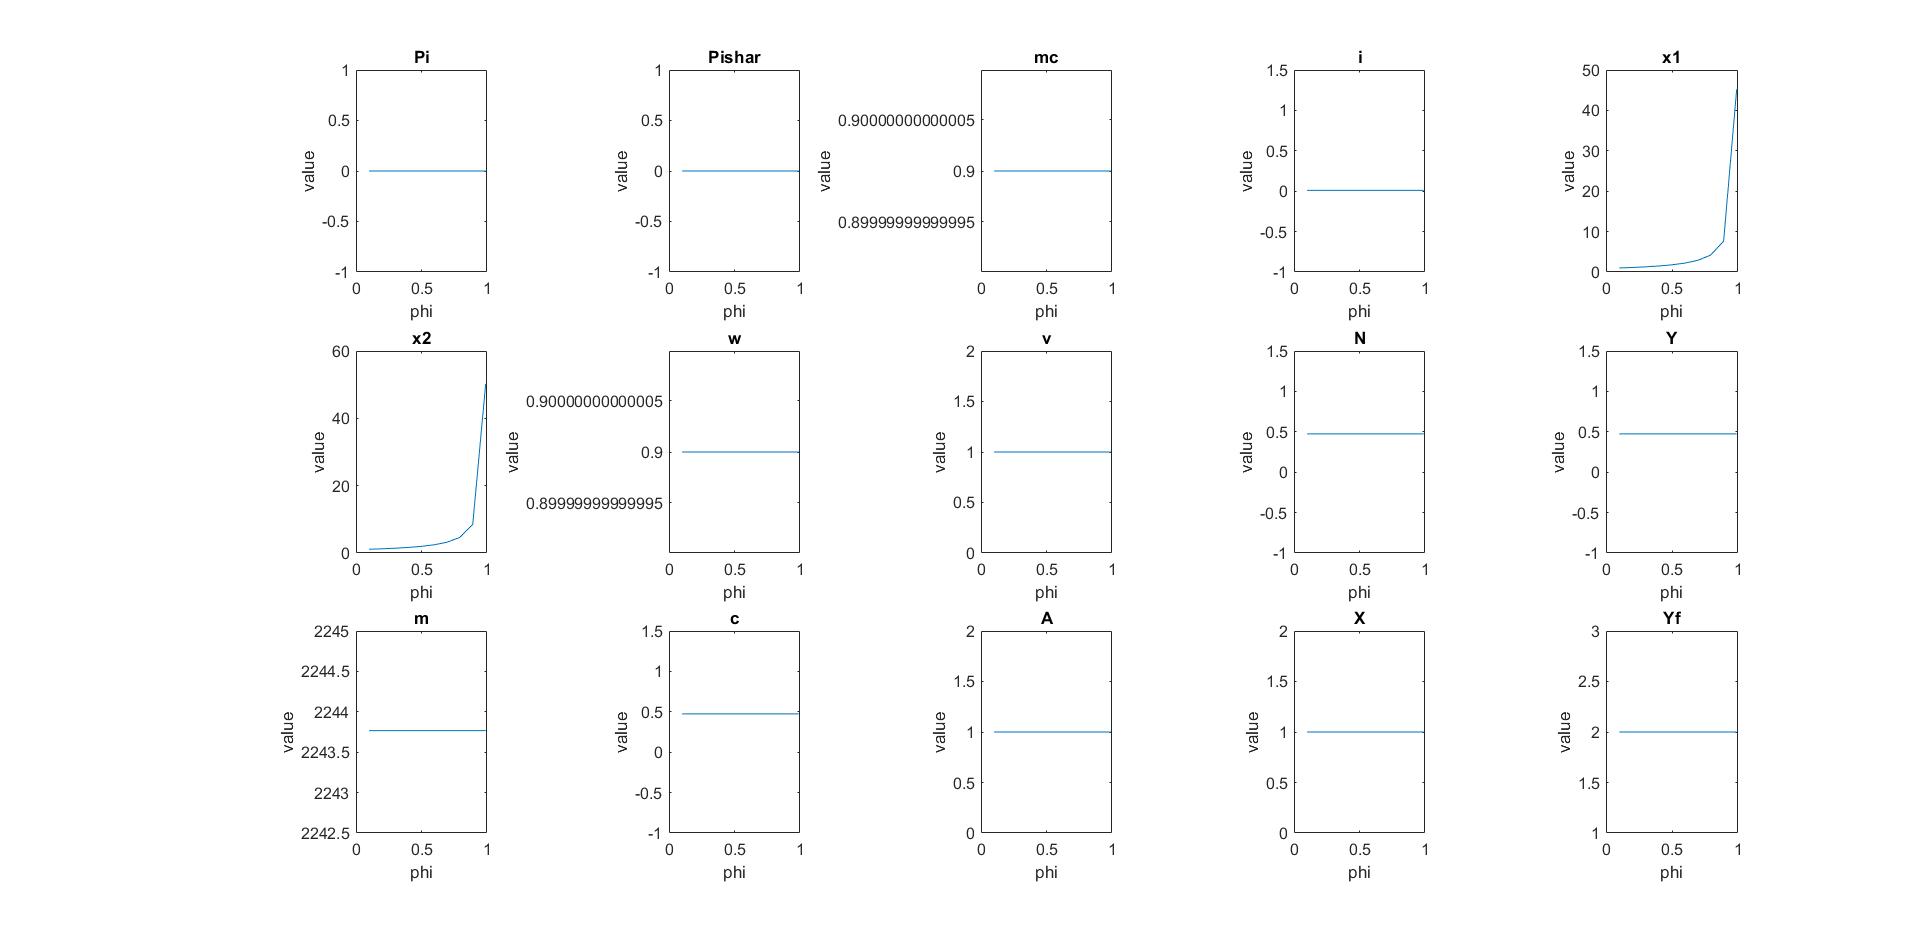 Pi
1
0.5
0
-0.5
-1
value
0 0.5 1
phi
Pishar
1
0.5
0
-0.5
-1
value
0 0.5 1
phi
mc
0.90000000000005
0.9
0.89999999999995
value
0 0.5 1
phi
i
1.5
1
0.5
0
-0.5
-1
value
0 0.5 1
phi
x1
50
40
30
20
10
0
value
0 0.5 1
phi
x2
60
40
20
0
value
0 0.5 1
phi
w
0.90000000000005
0.9
0.89999999999995
value
0 0.5 1
phi
v
2
1.5
1
0.5
0
value
0 0.5 1
phi
N
1.5
1
0.5
0
-0.5
-1
value
0 0.5 1
phi
Y
1.5
1
0.5
0
-0.5
-1
value
0 0.5 1
phi
m
2245
2244.5
2244
2243.5
2243
2242.5
value
0 0.5 1
phi
c
1.5
1
0.5
0
-0.5
-1
value
0 0.5 1
phi
A
2
1.5
1
0.5
0
value
0 0.5 1
phi
X
2
1.5
1
0.5
0
value
0 0.5 1
phi
Yf
3
2.5
2
1.5
1
value
0 0.5 1
phi